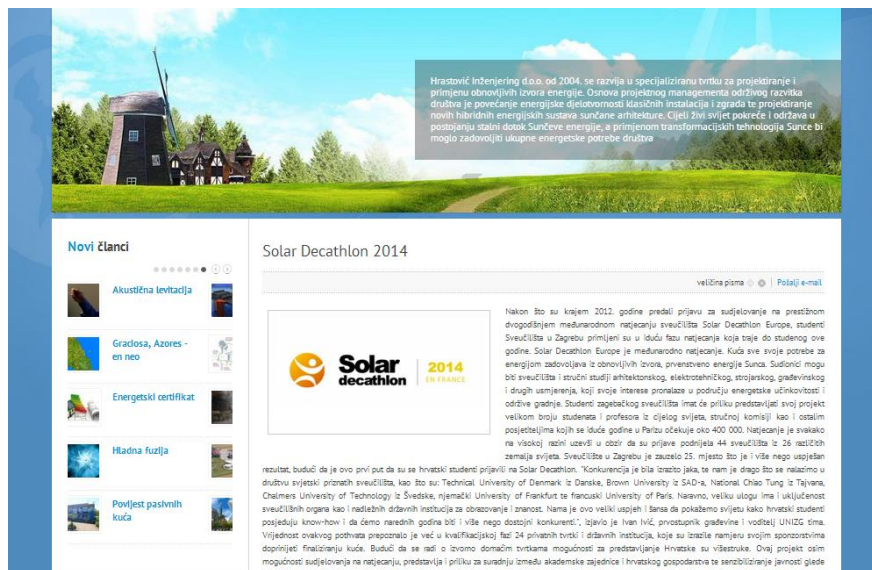 Hrastović Inženjering d.o.o. od 2004. se razvija u specijaliziranu tvrtku za projektiranje i
primjenu obnovljivih izvora energije. Osnova projektnog managementa održivog razvitka
društva je povećanje energijske djelotvornosti klasičnih instalacija i zgrada te projektiranje
novih hibridnih energijskih sustava sunčane arhitekture. Cijeli živi svijet pokreće i održava u
postojanju stalni dotok Sunčeve energije, a primjenom transformacijskih tehnologija Sunce bi
moglo zadovoljiti ukupne energetske potrebe društva
Novi članci
Akustična levitacija
Graciosa, Azores -
en neo
Energetski certifikat
Hladna fuzija
Povijest pasivnih
kuća
Solar Decathlon 2014
veličina pisma
Pošalji e-mail
Solar
decathlon
2014
EN FRANCE
Nakon što su krajem 2012. godine predali prijavu za sudjelovanje na prestižnom
dvogodišnjem međunarodnom natjecanju sveučilišta Solar Decathlon Europe, studenti
Sveučilišta u Zagrebu primljeni su u iduću fazu natjecanja koja traje do studenog ove
godine. Solar Decathlon Europe je međunarodno natjecanje. Kuća sve svoje potrebe za
energijom zadovoljava iz obnovljivih izvora, prvenstveno energije Sunca. Sudionici mogu
biti sveučilišta i stručni studiji arhitektonskog, elektrotehničkog, strojarskog, građevinskog
i drugih usmjerenja, koji svoje interese pronalaze u području energetske učinkovitosti i
održive gradnje. Studenti zagebačkog sveučilišta imat će priliku predstavljati svoj projekt
velikom broju studenata i profesora iz cijelog svijeta, stručnoj komisiji kao i ostalim
posjetiteljima kojih se iduće godine u Parizu očekuje oko 400 000. Natjecanje je svakako
na visokoj razini uzevši u obzir da su prijave podnijela 44 sveučilišta iz 26 različitih
zemalja svijeta. Sveučilište u Zagrebu je zauzelo 25. mjesto što je i više nego uspješan
rezultat, budući da je ovo prvi put da su se hrvatski studenti prijavili na Solar Decathlon. "Konkurencija je bila izrazito jaka, te nam je drago što se nalazimo u
društvu svjetski priznatih sveučilišta, kao što su: Technical University of Denmark iz Danske, Brown University iz SAD-a, National Chiao Tung iz Tajvana,
Chalmers University of Technology iz Švedske, njemački University of Frankfurt te francuski University of Paris. Naravno, veliku ulogu ima i uključenost
sveučilišnih organa kao i nadležnih državnih institucija za obrazovanje i znanost. Nama je ovo veliki uspjeh i šansa da pokažemo svijetu kako hrvatski studenti
posjeduju know-how i da ćemo narednih godina biti i više nego dostojni konkurenti.", izjavio je Ivan Ivić, prvostupnik građevine i voditelj UNIZG tima.
Vrijednost ovakvog pothvata prepoznalo je već u kvalifikacijskoj fazi 24 privatnih tvrtki i državnih institucija, koje su izrazile namjeru svojim sponzorstvima
doprinijeti finaliziranju kuće. Budući da se radi o izvorno domaćim tvrtkama mogućnosti za predstavljanje Hrvatske su višestruke. Ovaj projekt osim
mogućnosti sudjelovanja na natjecanju, predstavlja i priliku za suradnju između akademske zajednice i hrvatskog gospodarstva te senzibiliziranje javnosti glede